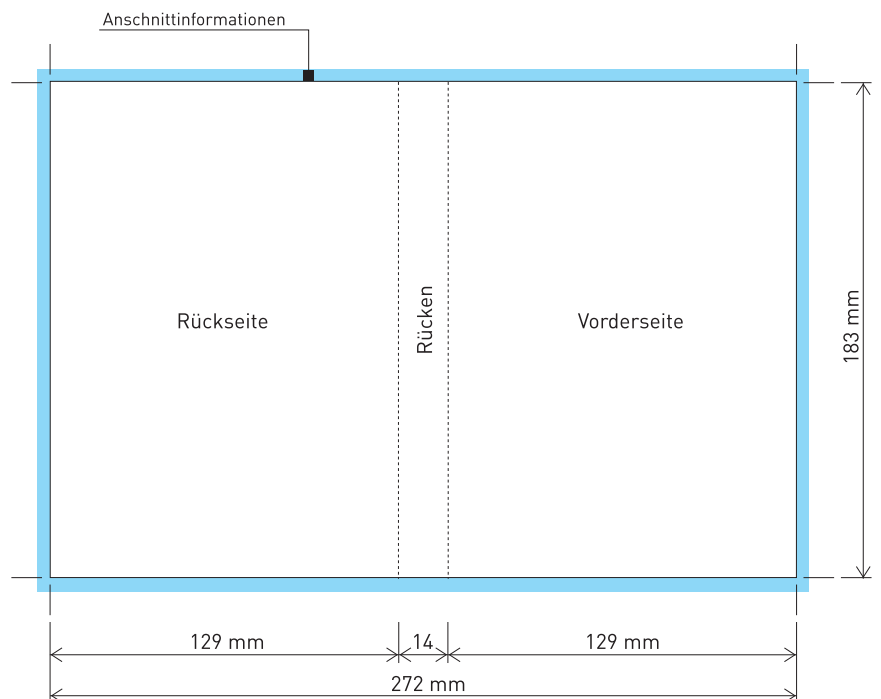 Anschnittinformationen
Rückseite
Rücken
Vorderseite
183 mm
129 mm
14
129 mm
272 mm